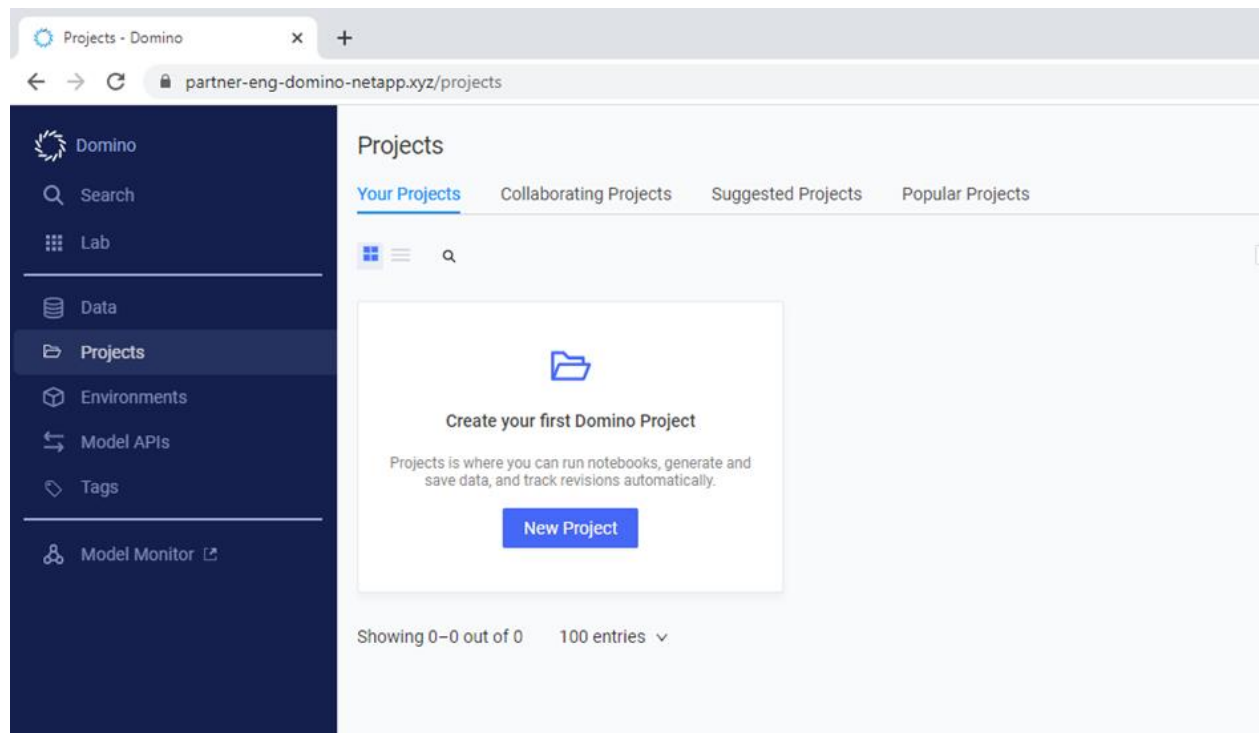 Projects - Domino
partner-eng-domino-netapp.xyz/projects
Domino
Search
Lab
Data
Projects
Environments
Model APIs
Tags
Model Monitor
Projects
Your Projects Collaborating Projects Suggested Projects Popular Projects
Create your first Domino Project
Projects is where you can run notebooks, generate and
save data, and track revisions automatically.
New Project
Showing 0–0 out of 0 100 entries